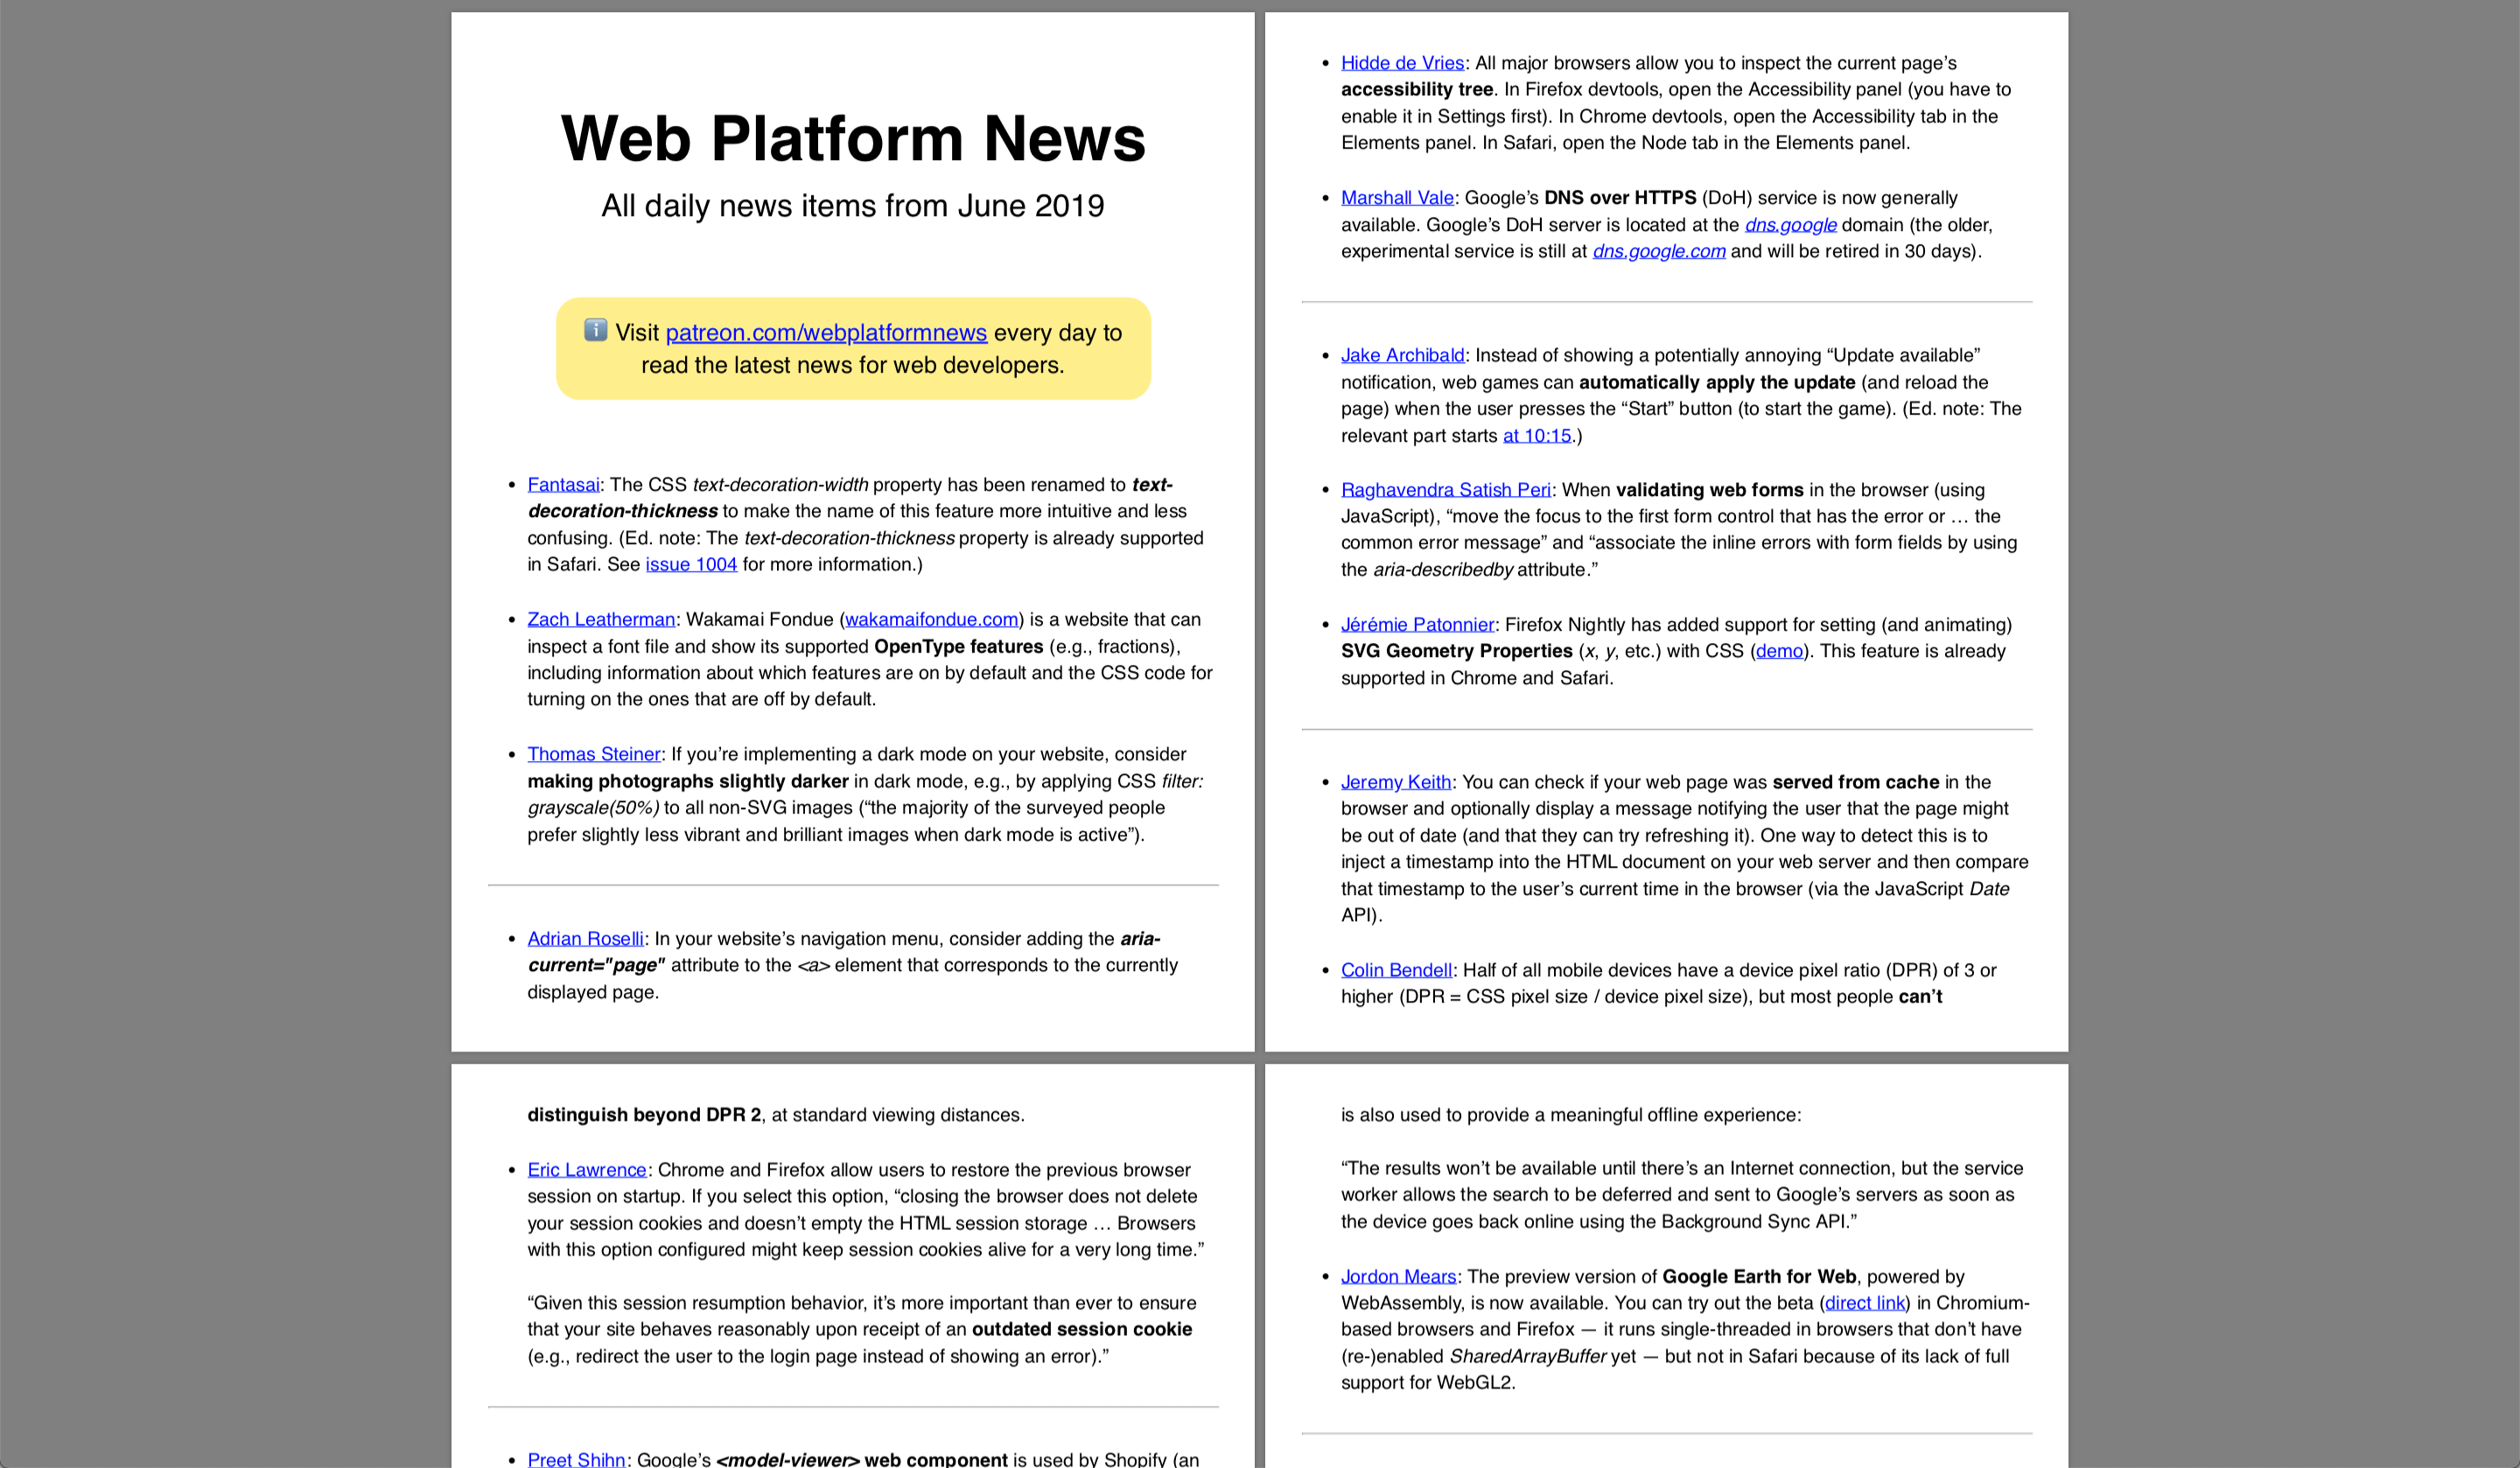 Web Platform News
All daily news items from June 2019
ℹ️ Visit patreon.com/webplatformnews every day to
read the latest news for web developers.
• Fantasai: The CSS text-decoration-width property has been renamed to text-
decoration-thickness to make the name of this feature more intuitive and less
confusing. (Ed. note: The text-decoration-thickness property is already supported
in Safari. See issue 1004 for more information.)
• Zach Leatherman: Wakamai Fondue (wakamaifondue.com) is a website that can
inspect a font file and show its supported OpenType features (e.g., fractions),
including information about which features are on by default and the CSS code for
turning on the ones that are off by default.
• Thomas Steiner: If you’re implementing a dark mode on your website, consider
making photographs slightly darker in dark mode, e.g., by applying CSS filter:
grayscale(50%) to all non-SVG images (“the majority of the surveyed people
prefer slightly less vibrant and brilliant images when dark mode is active”).
• Adrian Roselli: In your website’s navigation menu, consider adding the aria-
current="page" attribute to the <a> element that corresponds to the currently
displayed page.
• Hidde de Vries: All major browsers allow you to inspect the current page’s
accessibility tree. In Firefox devtools, open the Accessibility panel (you have to
enable it in Settings first). In Chrome devtools, open the Accessibility tab in the
Elements panel. In Safari, open the Node tab in the Elements panel.
• Marshall Vale: Google’s DNS over HTTPS (DoH) service is now generally
available. Google’s DoH server is located at the dns.google domain (the older,
experimental service is still at dns.google.com and will be retired in 30 days).
• Jake Archibald: Instead of showing a potentially annoying “Update available”
notification, web games can automatically apply the update (and reload the
page) when the user presses the “Start” button (to start the game). (Ed. note: The
relevant part starts at 10:15.)
• Raghavendra Satish Peri: When validating web forms in the browser (using
JavaScript), “move the focus to the first form control that has the error or … the
common error message” and “associate the inline errors with form fields by using
the aria-describedby attribute.”
• Jérémie Patonnier: Firefox Nightly has added support for setting (and animating)
SVG Geometry Properties (x, y, etc.) with CSS (demo). This feature is already
supported in Chrome and Safari.
• Jeremy Keith: You can check if your web page was served from cache in the
browser and optionally display a message notifying the user that the page might
be out of date (and that they can try refreshing it). One way to detect this is to
inject a timestamp into the HTML document on your web server and then compare
that timestamp to the user’s current time in the browser (via the JavaScript Date
API).
• Colin Bendell: Half of all mobile devices have a device pixel ratio (DPR) of 3 or
higher (DPR = CSS pixel size / device pixel size), but most people can’t
distinguish beyond DPR 2, at standard viewing distances.
• Eric Lawrence: Chrome and Firefox allow users to restore the previous browser
session on startup. If you select this option, “closing the browser does not delete
your session cookies and doesn’t empty the HTML session storage … Browsers
with this option configured might keep session cookies alive for a very long time.”
“Given this session resumption behavior, it’s more important than ever to ensure
that your site behaves reasonably upon receipt of an outdated session cookie
(e.g., redirect the user to the login page instead of showing an error).”
• Preet Shihn: Google’s <model-viewer> web component is used by Shopify (an
is also used to provide a meaningful offline experience:
“The results won’t be available until there’s an Internet connection, but the service
worker allows the search to be deferred and sent to Google’s servers as soon as
the device goes back online using the Background Sync API.”
• Jordon Mears: The preview version of Google Earth for Web, powered by
WebAssembly, is now available. You can try out the beta (direct link) in Chromium-
based browsers and Firefox — it runs single-threaded in browsers that don’t have
(re-)enabled SharedArrayBuffer yet — but not in Safari because of its lack of full
support for WebGL2.